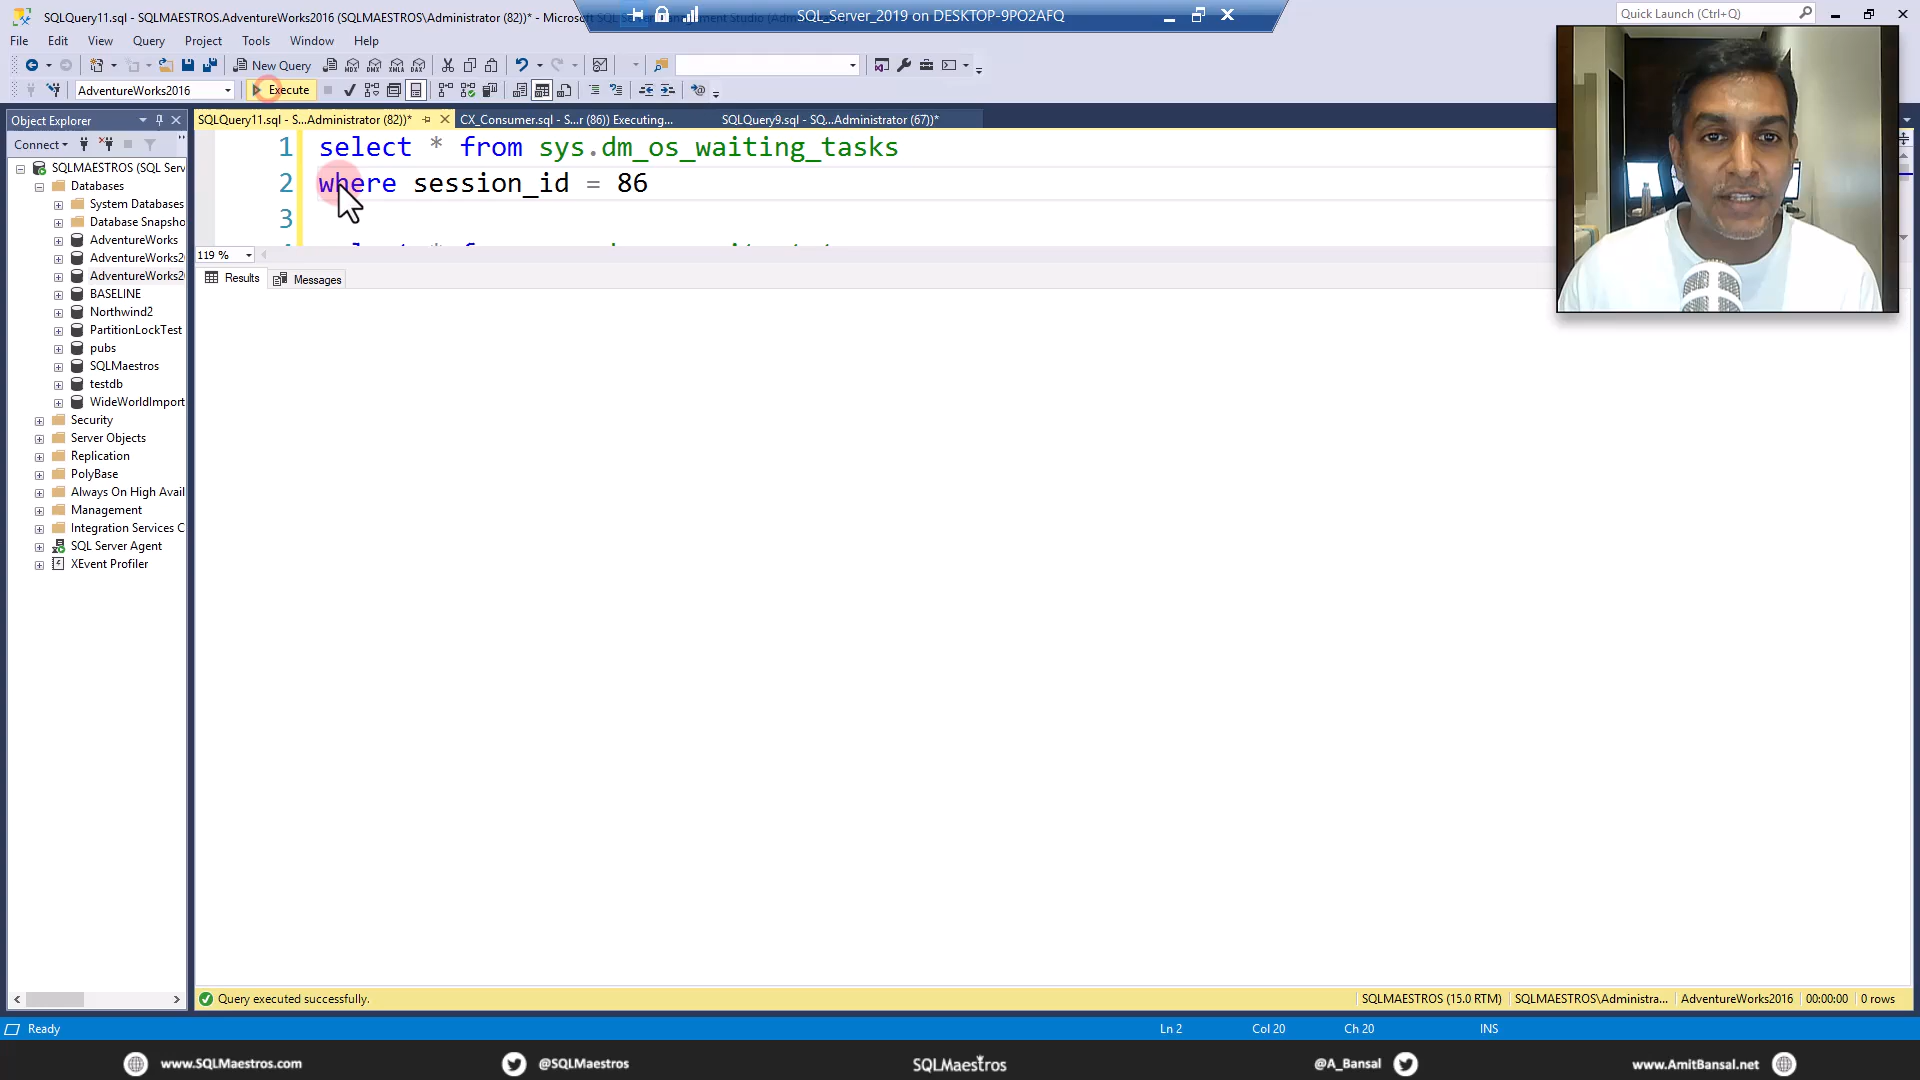 SQLQuery11.sql - SQLMAESTROS.AdventureWorks2016 (SQLMAESTROS\Administrator (82))* - Microsoft
SQL_Server_2019 on DESKTOP-9PO2AFQ
Quick Launch (Ctrl+Q)
File Edit View Query Project Tools Window Help
New Query
AdventureWorks2016
Execute
Object Explorer
SQLQuery11.sql - S...Administrator (82))*
CX_Consumer.sql - S...r (86)) Executing...
SQLQuery9.sql - SQ...Administrator (67))*
Connect
SQLMAESTROS (SQL Serv
Databases
System Databases
Database Snapsho
AdventureWorks
AdventureWorks2
AdventureWorks2
BASELINE
Northwind2
PartitionLockTest
pubs
SQLMaestros
testdb
WideWorldImport
Security
Server Objects
Replication
PolyBase
Always On High Avail
Management
Integration Services C
SQL Server Agent
XEvent Profiler
1 select * from sys.dm_os_waiting_tasks
2 where session_id = 86
3
119 %
Results
Messages
Query executed successfully.
SQLMAESTROS (15.0 RTM)
SQLMAESTROS\Administra...
AdventureWorks2016
00:00:00
0 rows
Ready
Ln 2
Col 20
Ch 20
INS
www.SQLMaestros.com
@SQLMaestros
SQLMaestros
@A_Bansal
www.AmitBansal.net